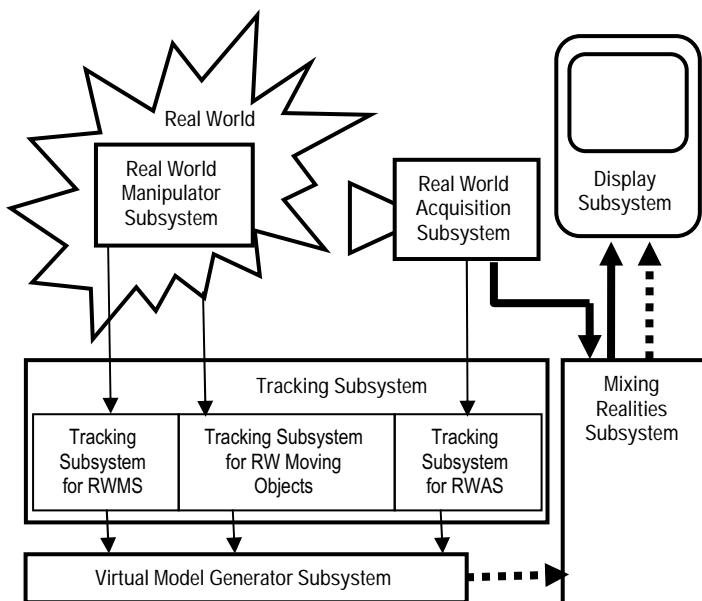 Real World
Real World
Manipulator
Subsystem
Real World
Acquisition
Subsystem
Display
Subsystem
Tracking Subsystem
Tracking
Subsystem
for RWMS
Tracking Subsystem
for RW Moving
Objects
Tracking
Subsystem
for RWAS
Mixing
Realities
Subsystem
Virtual Model Generator Subsystem